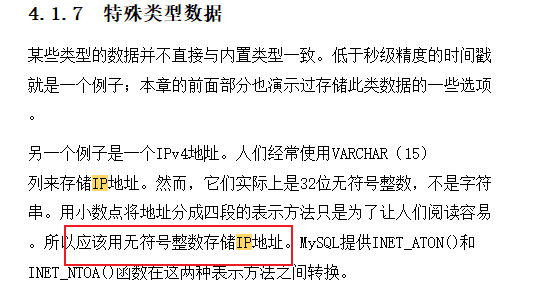 4.1.7 特殊类型数据
某些类型的数据并不直接与内置类型一致。低于秒级精度的时间戳
就是一个例子；本章的前面部分也演示过存储此类数据的一些选项
。
另一个例子是一个IPv4地址。人们经常使用VARCHAR（15）
列来存储IP地址。然而，它们实际上是32位无符号整数，不是字符
串。用小数点将地址分成四段的表示方法只是为了让人们阅读容易
。所以应该用无符号整数存储IP地址。MySQL提供INET_ATON()和
INET_NTOA()函数在这两种表示方法之间转换。